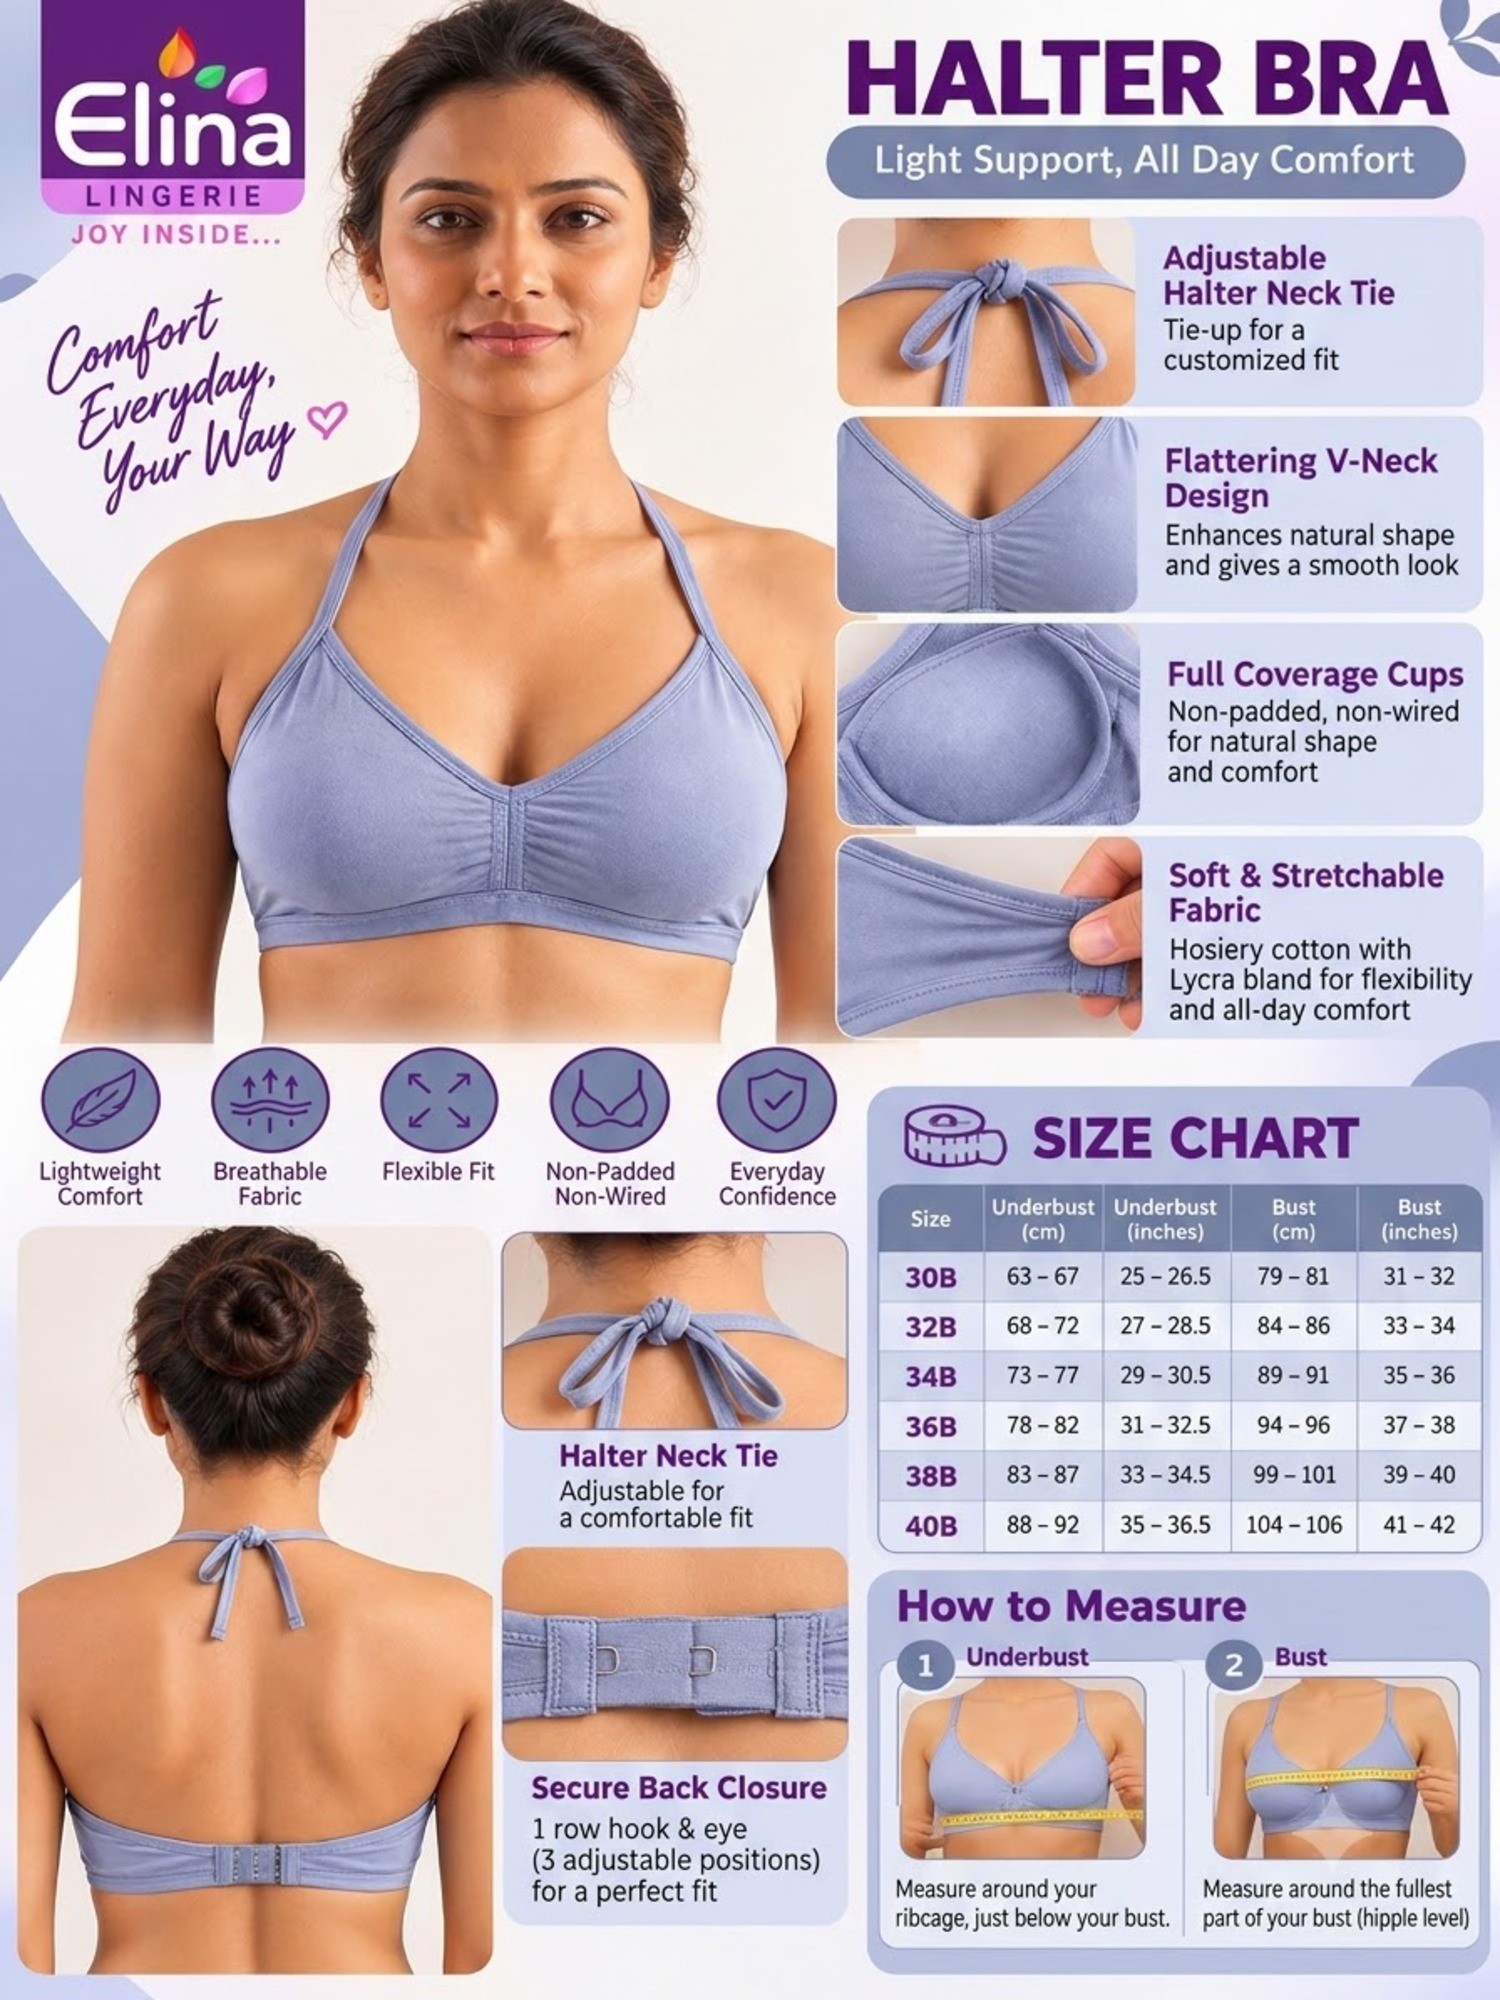 Elina
LINGERIE
JOY INSIDE...
Comfort
Everyday,
Your Way
HALTER BRA
Light Support, All Day Comfort
Adjustable
Halter Neck Tie
Tie-up for a
customized fit
Flattering V-Neck
Design
Enhances natural shape
and gives a smooth look
Full Coverage Cups
Non-padded, non-wired
for natural shape
and comfort
Soft & Stretchable
Fabric
Hosiery cotton with
Lycra bland for flexibility
and all-day comfort
Lightweight
Comfort
Breathable
Fabric
Flexible Fit
Non-Padded
Non-Wired
Everyday
Confidence
Halter Neck Tie
Adjustable for
a comfortable fit
Secure Back Closure
1 row hook & eye
(3 adjustable positions)
for a perfect fit
SIZE CHART
Size Underbust (cm) Underbust (inches) Bust (cm) Bust (inches)
30B 63 – 67 25 – 26.5 79 – 81 31 – 32
32B 68 – 72 27 – 28.5 84 – 86 33 – 34
34B 73 – 77 29 – 30.5 89 – 91 35 – 36
36B 78 – 82 31 – 32.5 94 – 96 37 – 38
38B 83 – 87 33 – 34.5 99 – 101 39 – 40
40B 88 – 92 35 – 36.5 104 – 106 41 – 42
How to Measure
1 Underbust
Measure around your
ribcage, just below your bust.
2 Bust
Measure around the fullest
part of your bust (hipple level)